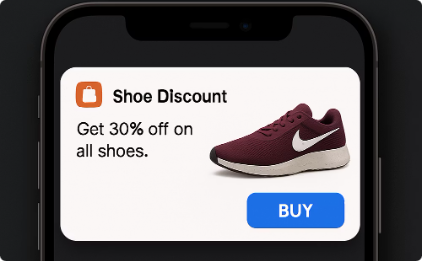 Shoe Discount
Get 30% off on
all shoes.
BUY